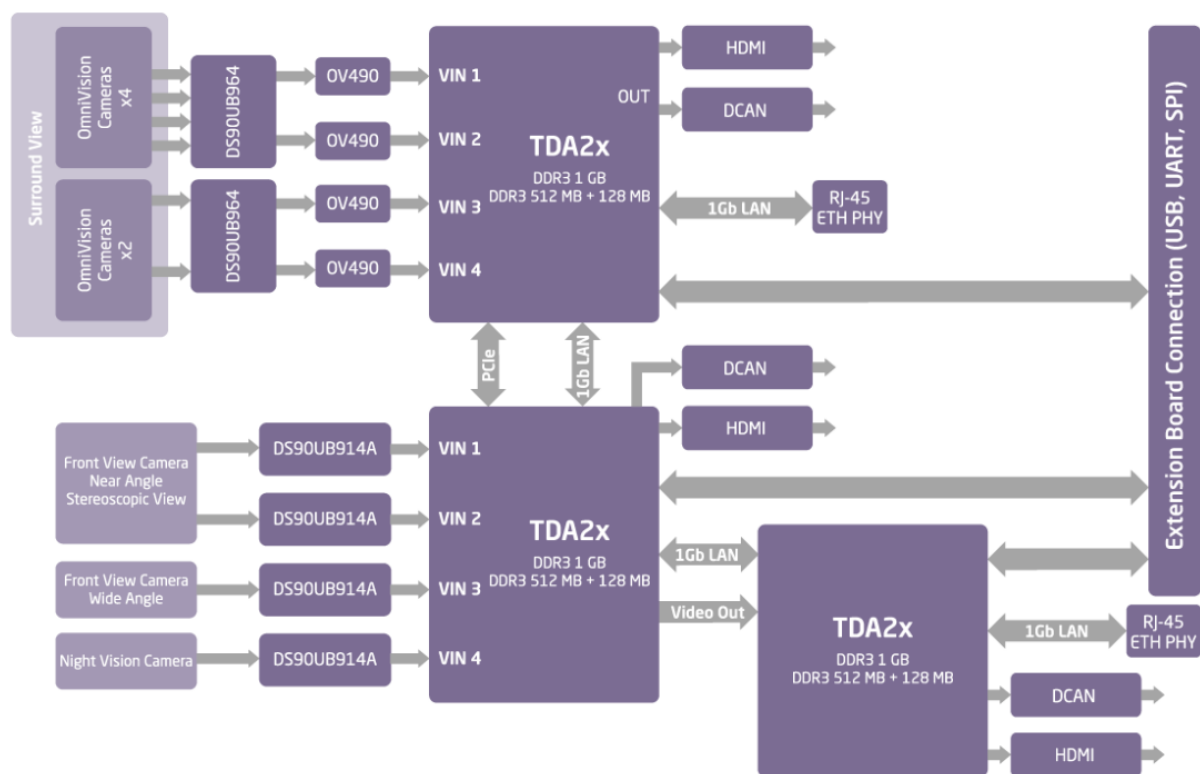 Surround View
OmniVision
Cameras
x4
DS90UB964
OV490
OV490
OmniVision
Cameras
x2
DS90UB964
OV490
OV490
VIN 1
VIN 2
VIN 3
VIN 4
OUT
TDA2x
DDR3 1 GB
DDR3 512 MB + 128 MB
HDMI
DCAN
1Gb LAN
RJ-45
ETH PHY
Extension Board Connection (USB, UART, SPI)
PCIe
1Gb LAN
DCAN
HDMI
Front View Camera
Near Angle
Stereoscopic View
DS90UB914A
DS90UB914A
Front View Camera
Wide Angle
DS90UB914A
Night Vision Camera
DS90UB914A
VIN 1
VIN 2
VIN 3
VIN 4
TDA2x
DDR3 1 GB
DDR3 512 MB + 128 MB
1Gb LAN
Video Out
TDA2x
DDR3 1 GB
DDR3 512 MB + 128 MB
1Gb LAN
RJ-45
ETH PHY
DCAN
HDMI